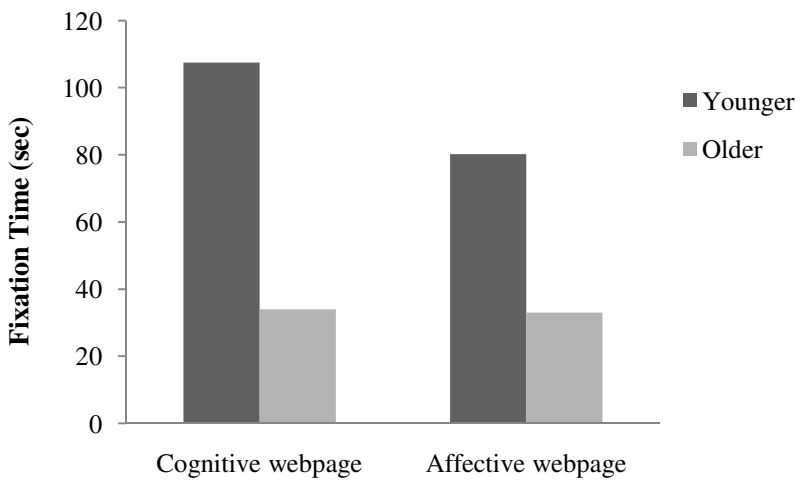 120
100
80
60
40
20
0
Fixation Time (sec)
Cognitive webpage
Affective webpage
Younger
Older